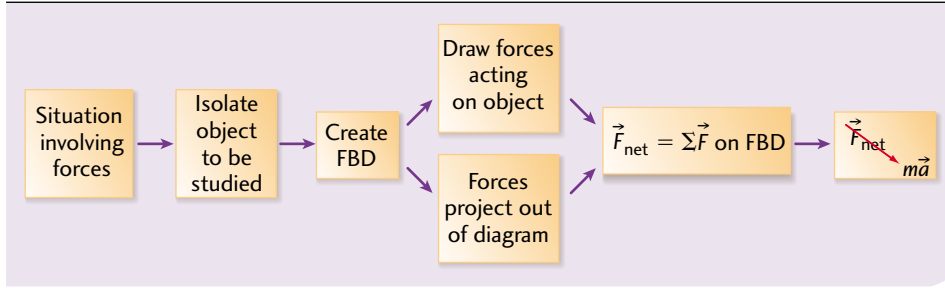 Situation
involving
forces
Isolate
object
to be
studied
Create
FBD
Draw forces
acting
on object
Forces
project out
of diagram
F⃗net = ΣF⃗ on FBD
F⃗net
ma⃗